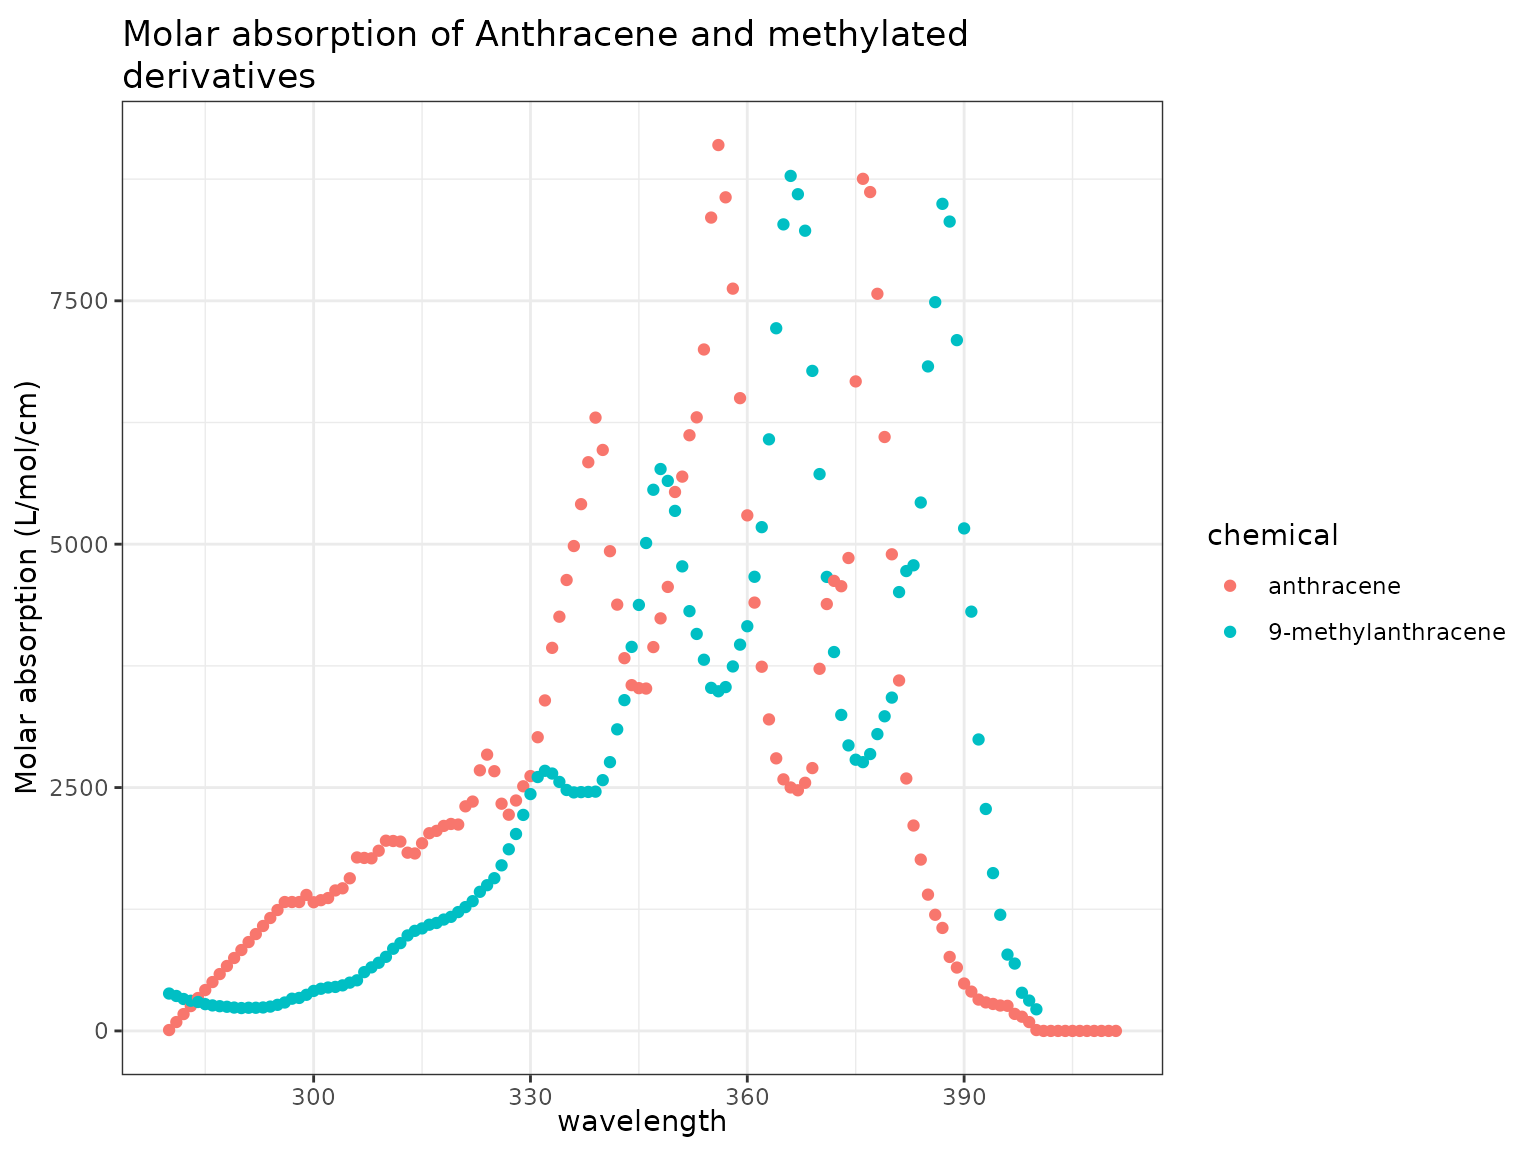 Molar absorption of Anthracene and methylated
derivatives
Molar absorption (L/mol/cm)
7500
5000
2500
0
300
330
360
390
wavelength
chemical
anthracene
9-methylanthracene